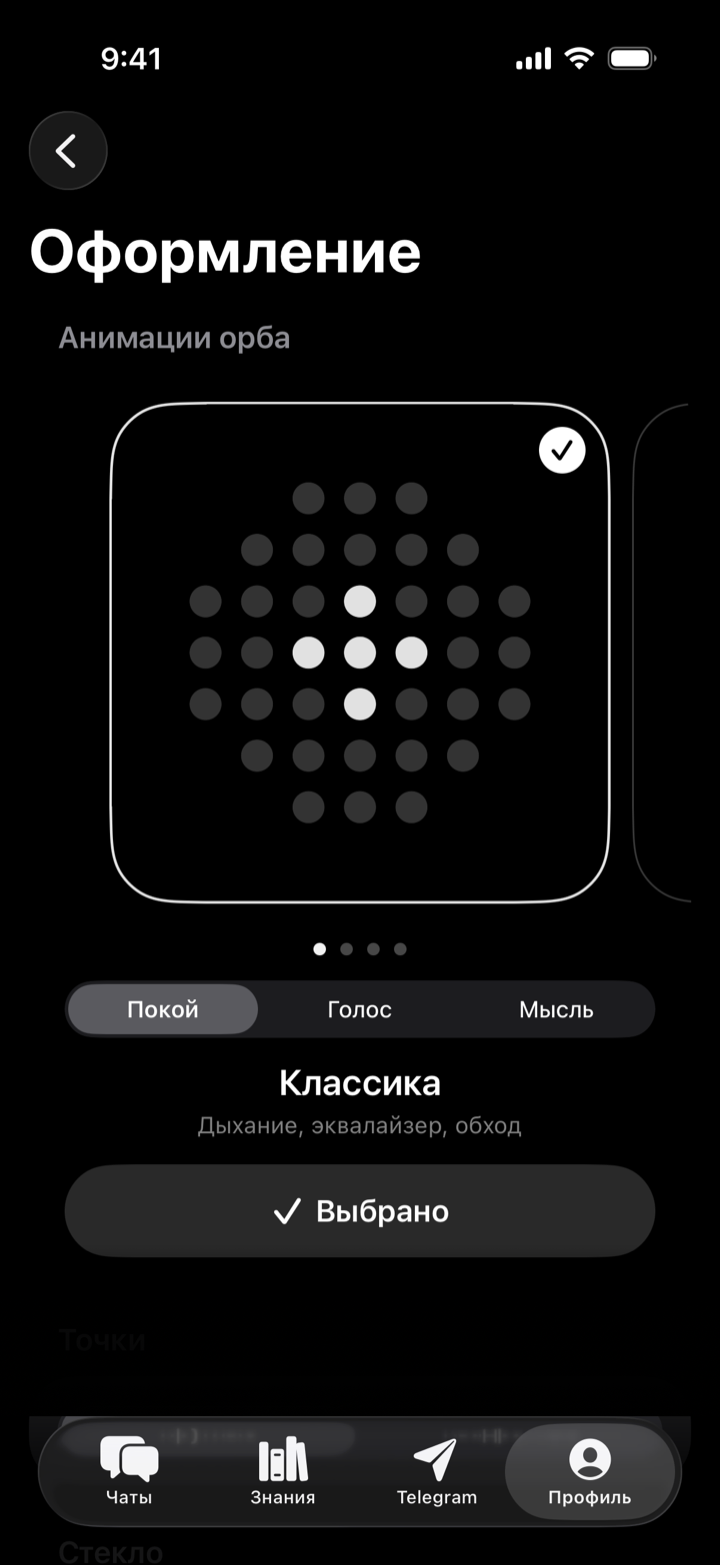 9:41
Оформление
Анимации орба
Покой Голос Мысль
Классика
Дыхание, эквалайзер, обход
Выбрано
Точки
Чаты Знания Telegram Профиль
Стекло